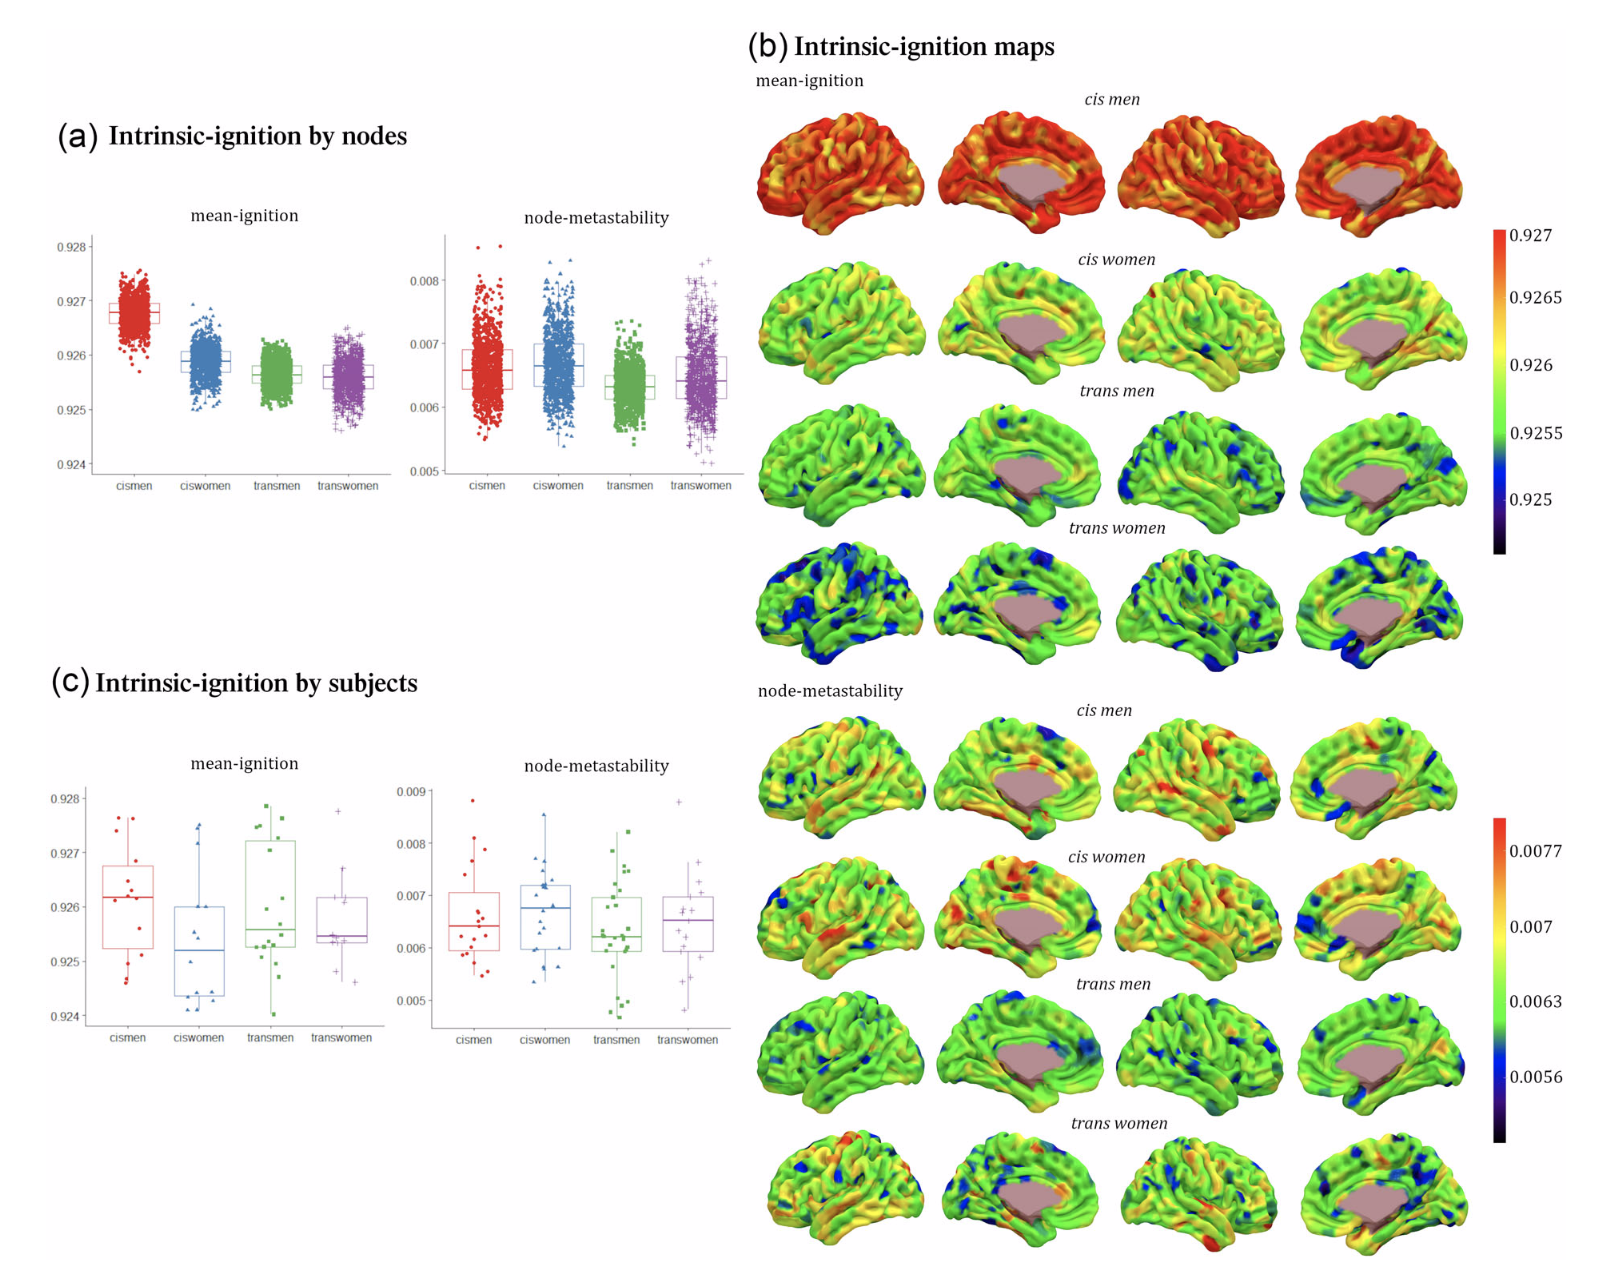 (a) Intrinsic-ignition by nodes
mean-ignition
0.928
0.927
0.926
0.925
0.924
cismen ciswomen transmen transwomen
node-metastability
0.008
0.007
0.006
0.005
cismen ciswomen transmen transwomen
(b) Intrinsic-ignition maps
mean-ignition
cis men
cis women
trans men
trans women
0.927
0.9265
0.926
0.9255
0.925
node-metastability
cis men
cis women
trans men
trans women
0.0077
0.007
0.0063
0.0056
(c) Intrinsic-ignition by subjects
mean-ignition
0.928
0.927
0.926
0.925
0.924
cismen ciswomen transmen transwomen
node-metastability
0.009
0.008
0.007
0.006
0.005
cismen ciswomen transmen transwomen